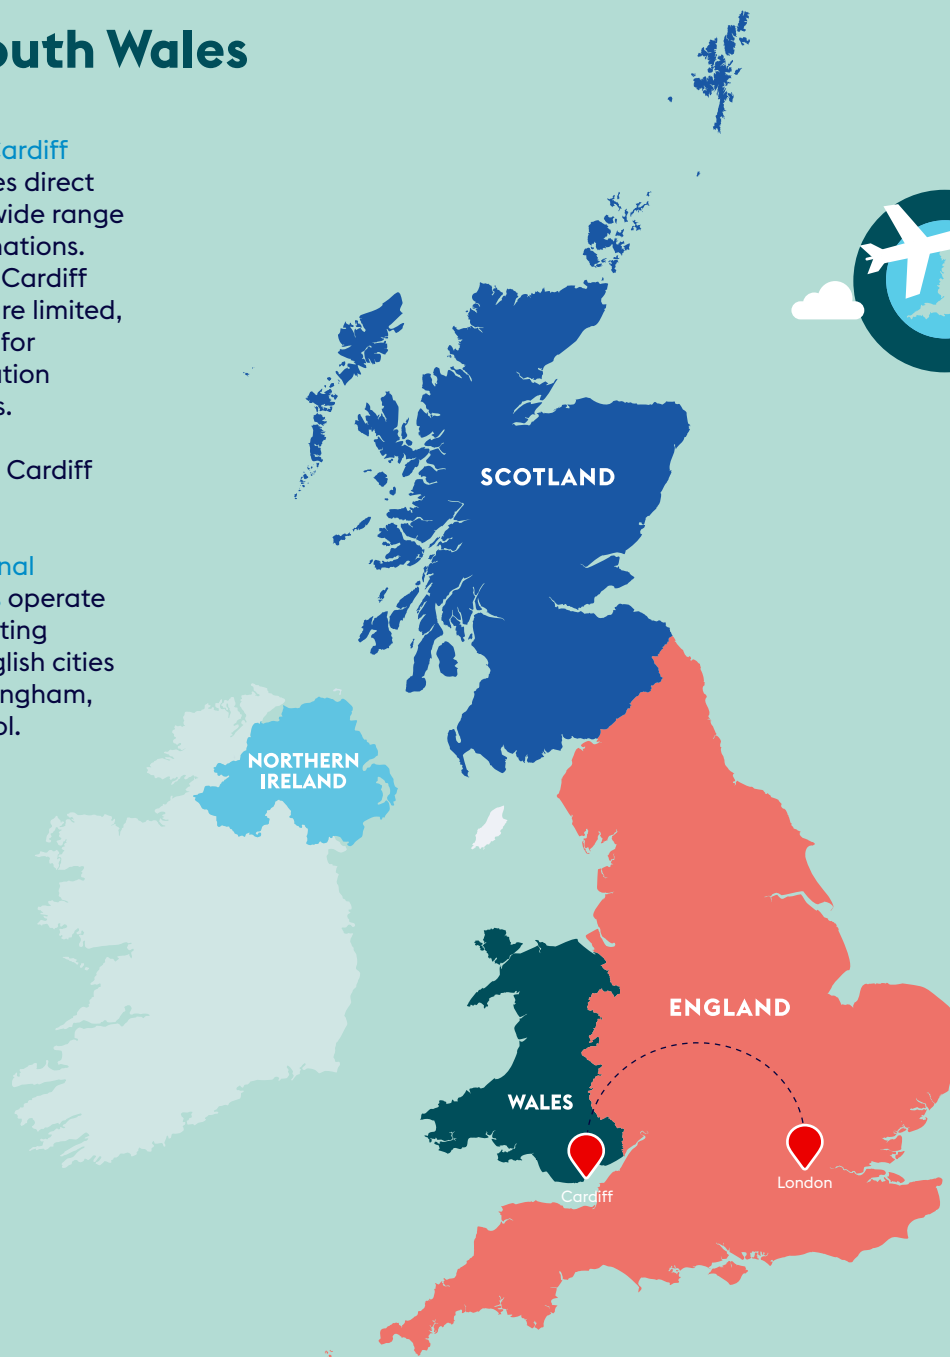 outh Wales
ardiff
es direct
wide range
nations.
Cardiff
re limited,
for
ation
s.
Cardiff
nal
operate
ting
glish cities
ngham,
ol.
SCOTLAND
NORTHERN
IRELAND
ENGLAND
WALES
Cardiff
London